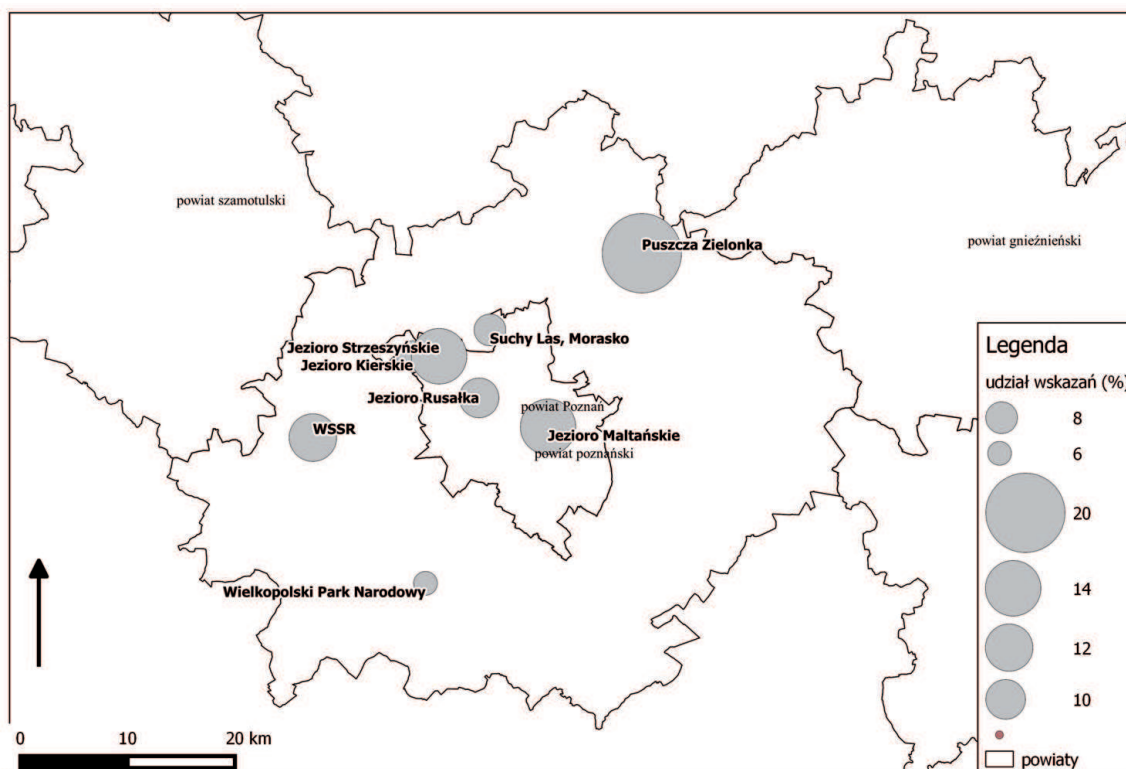 powiat szamotulski
powiat gnieźnieński
Puszcza Zielonka
Suchy Las, Morasko
Jezioro Strzeszyńskie
Jezioro Kierskie
Jezioro Rusałka
powiat Poznań
WSSR
Jezioro Maltańskie
powiat poznański
Wielkopolski Park Narodowy
Legenda
udział wskazań (%)
8
6
20
14
12
10
powiaty
0 10 20 km